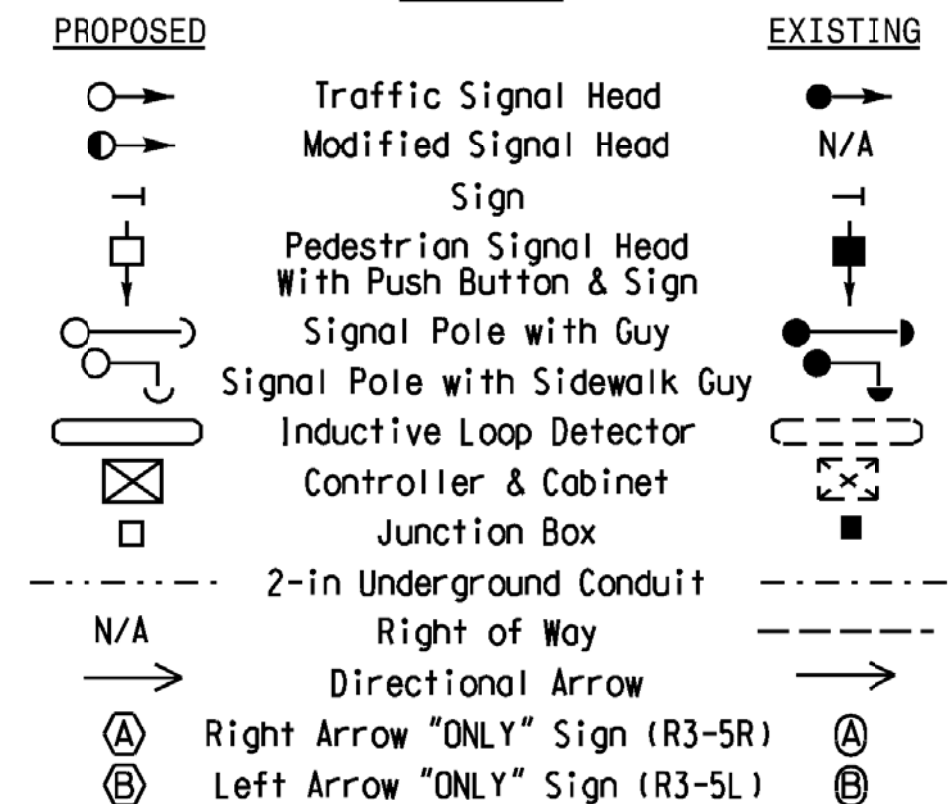 PROPOSED EXISTING
Traffic Signal Head
Modified Signal Head N/A
Sign
Pedestrian Signal Head
With Push Button & Sign
Signal Pole with Guy
Signal Pole with Sidewalk Guy
Inductive Loop Detector
Controller & Cabinet
Junction Box
2-in Underground Conduit
N/A Right of Way
Directional Arrow
A Right Arrow "ONLY" Sign (R3-5R) A
B Left Arrow "ONLY" Sign (R3-5L) B